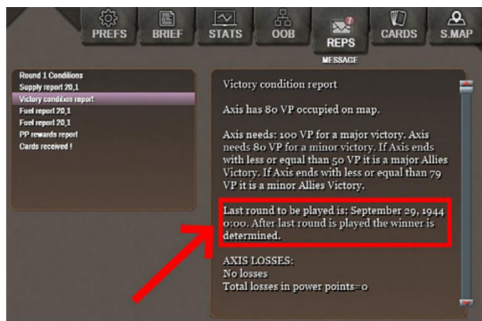 PREFS BRIEF STATS OOB REPS CARDS S.MAP
MESSAGE
Round 1 Conditions
Supply report 20,1
Victory condition report
Fuel report 20,1
Fuel report 20,1
PP rewards report
Cards received !
Victory condition report
Axis has 80 VP occupied on map.
Axis needs: 100 VP for a major victory. Axis
needs 80 VP for a minor victory. If Axis ends
with less or equal than 50 VP it is a major Allies
Victory. If Axis ends with less or equal than 79
VP it is a minor Allies Victory.
Last round to be played is: September 29, 1944
0:00. After last round is played the winner is
determined.
AXIS LOSSES:
No losses
Total losses in power points=0